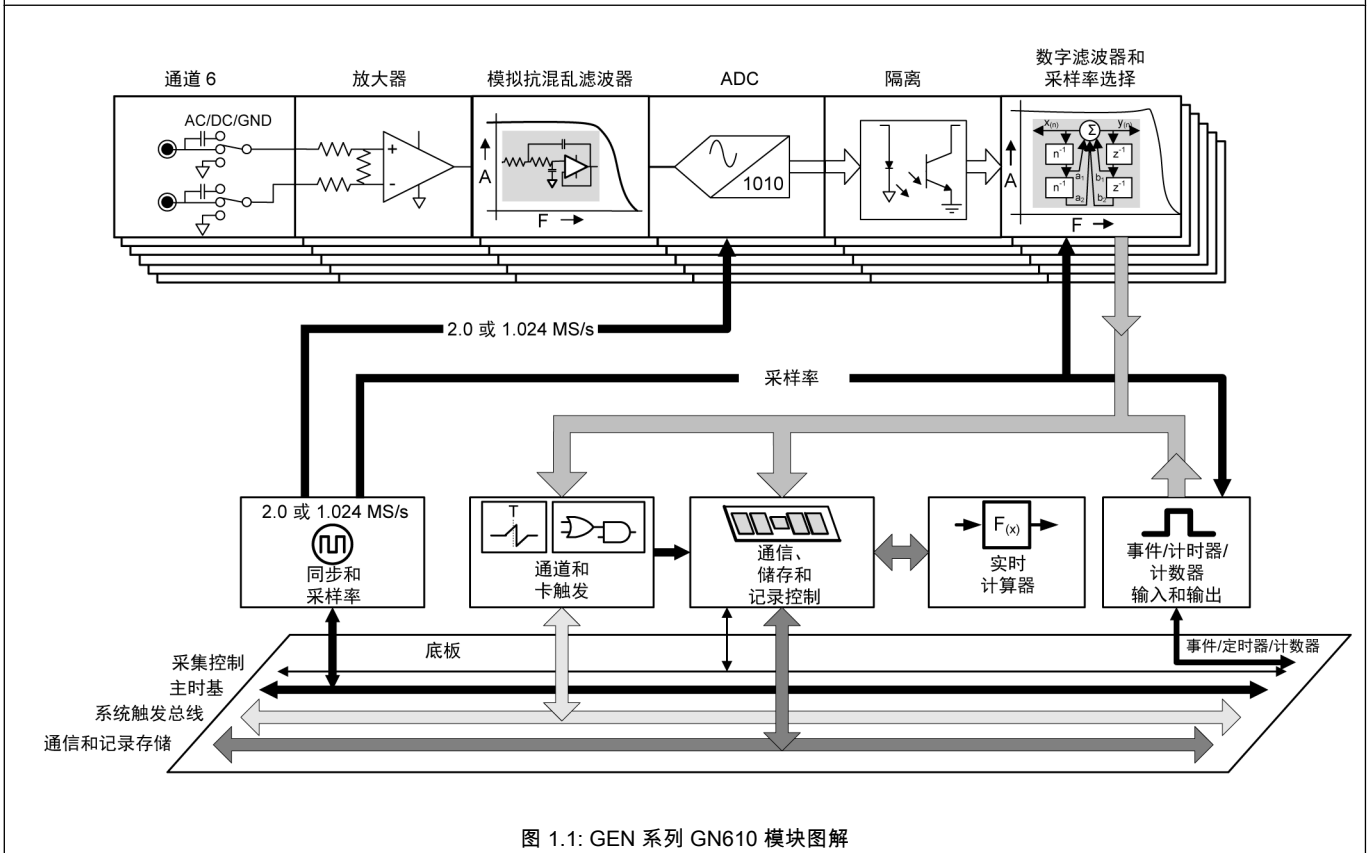 通道 6
放大器
模拟抗混乱滤波器
ADC
隔离
数字滤波器和
采样率选择
AC/DC/GND
+
-
A
F
1010
A
x(n)
Σ
y(n)
n-1
z-1
a1
b1
n-1
z-1
a2
b2
F
2.0 或 1.024 MS/s
采样率
2.0 或 1.024 MS/s
同步和
采样率
T
通道和
卡触发
通信、
储存和
记录控制
F(x)
实时
计算器
事件/计时器/
计数器
输入和输出
底板
事件/定时器/计数器
采集控制
主时基
系统触发总线
通信和记录存储
图 1.1: GEN 系列 GN610 模块图解